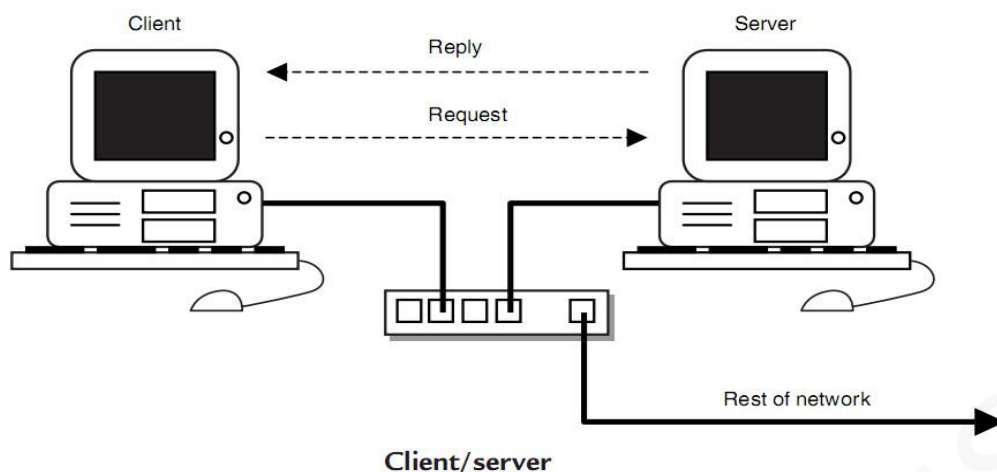 Client
Server
Reply
Request
Rest of network
Client/server